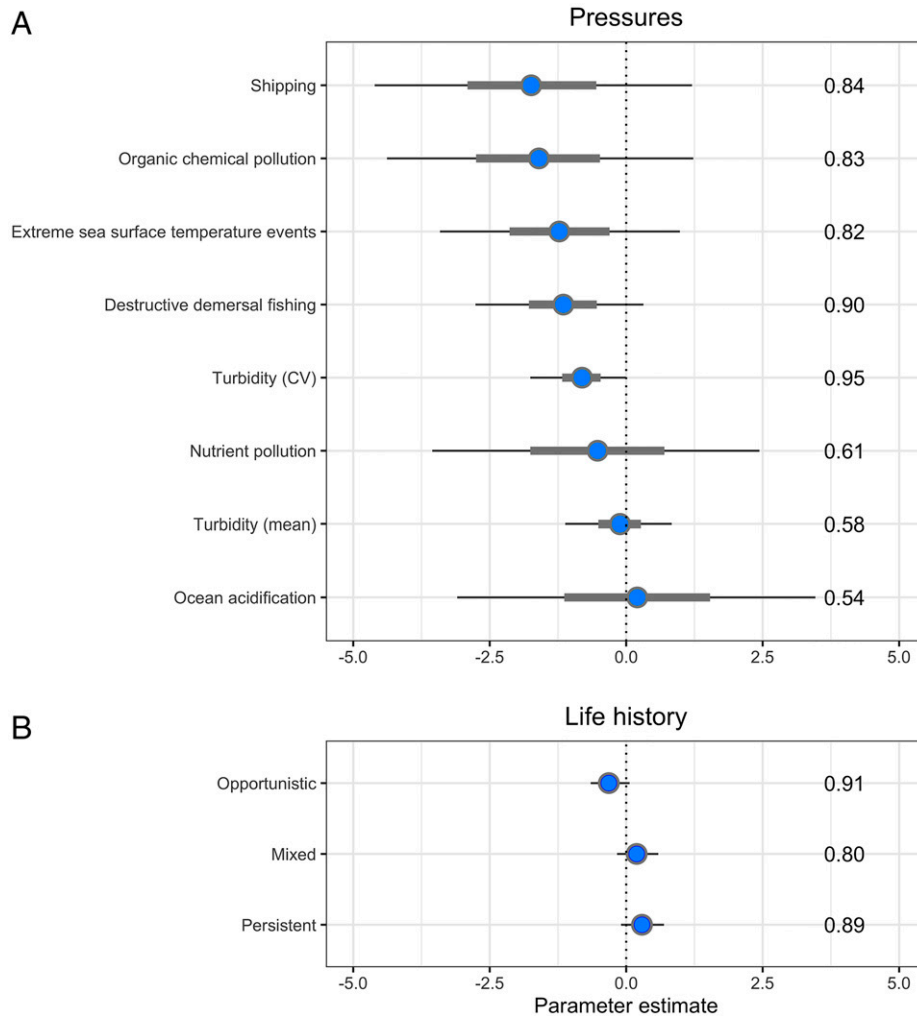 A
Pressures
Shipping 0.84
Organic chemical pollution 0.83
Extreme sea surface temperature events 0.82
Destructive demersal fishing 0.90
Turbidity (CV) 0.95
Nutrient pollution 0.61
Turbidity (mean) 0.58
Ocean acidification 0.54
-5.0 -2.5 0.0 2.5 5.0
B
Life history
Opportunistic 0.91
Mixed 0.80
Persistent 0.89
-5.0 -2.5 0.0 2.5 5.0
Parameter estimate